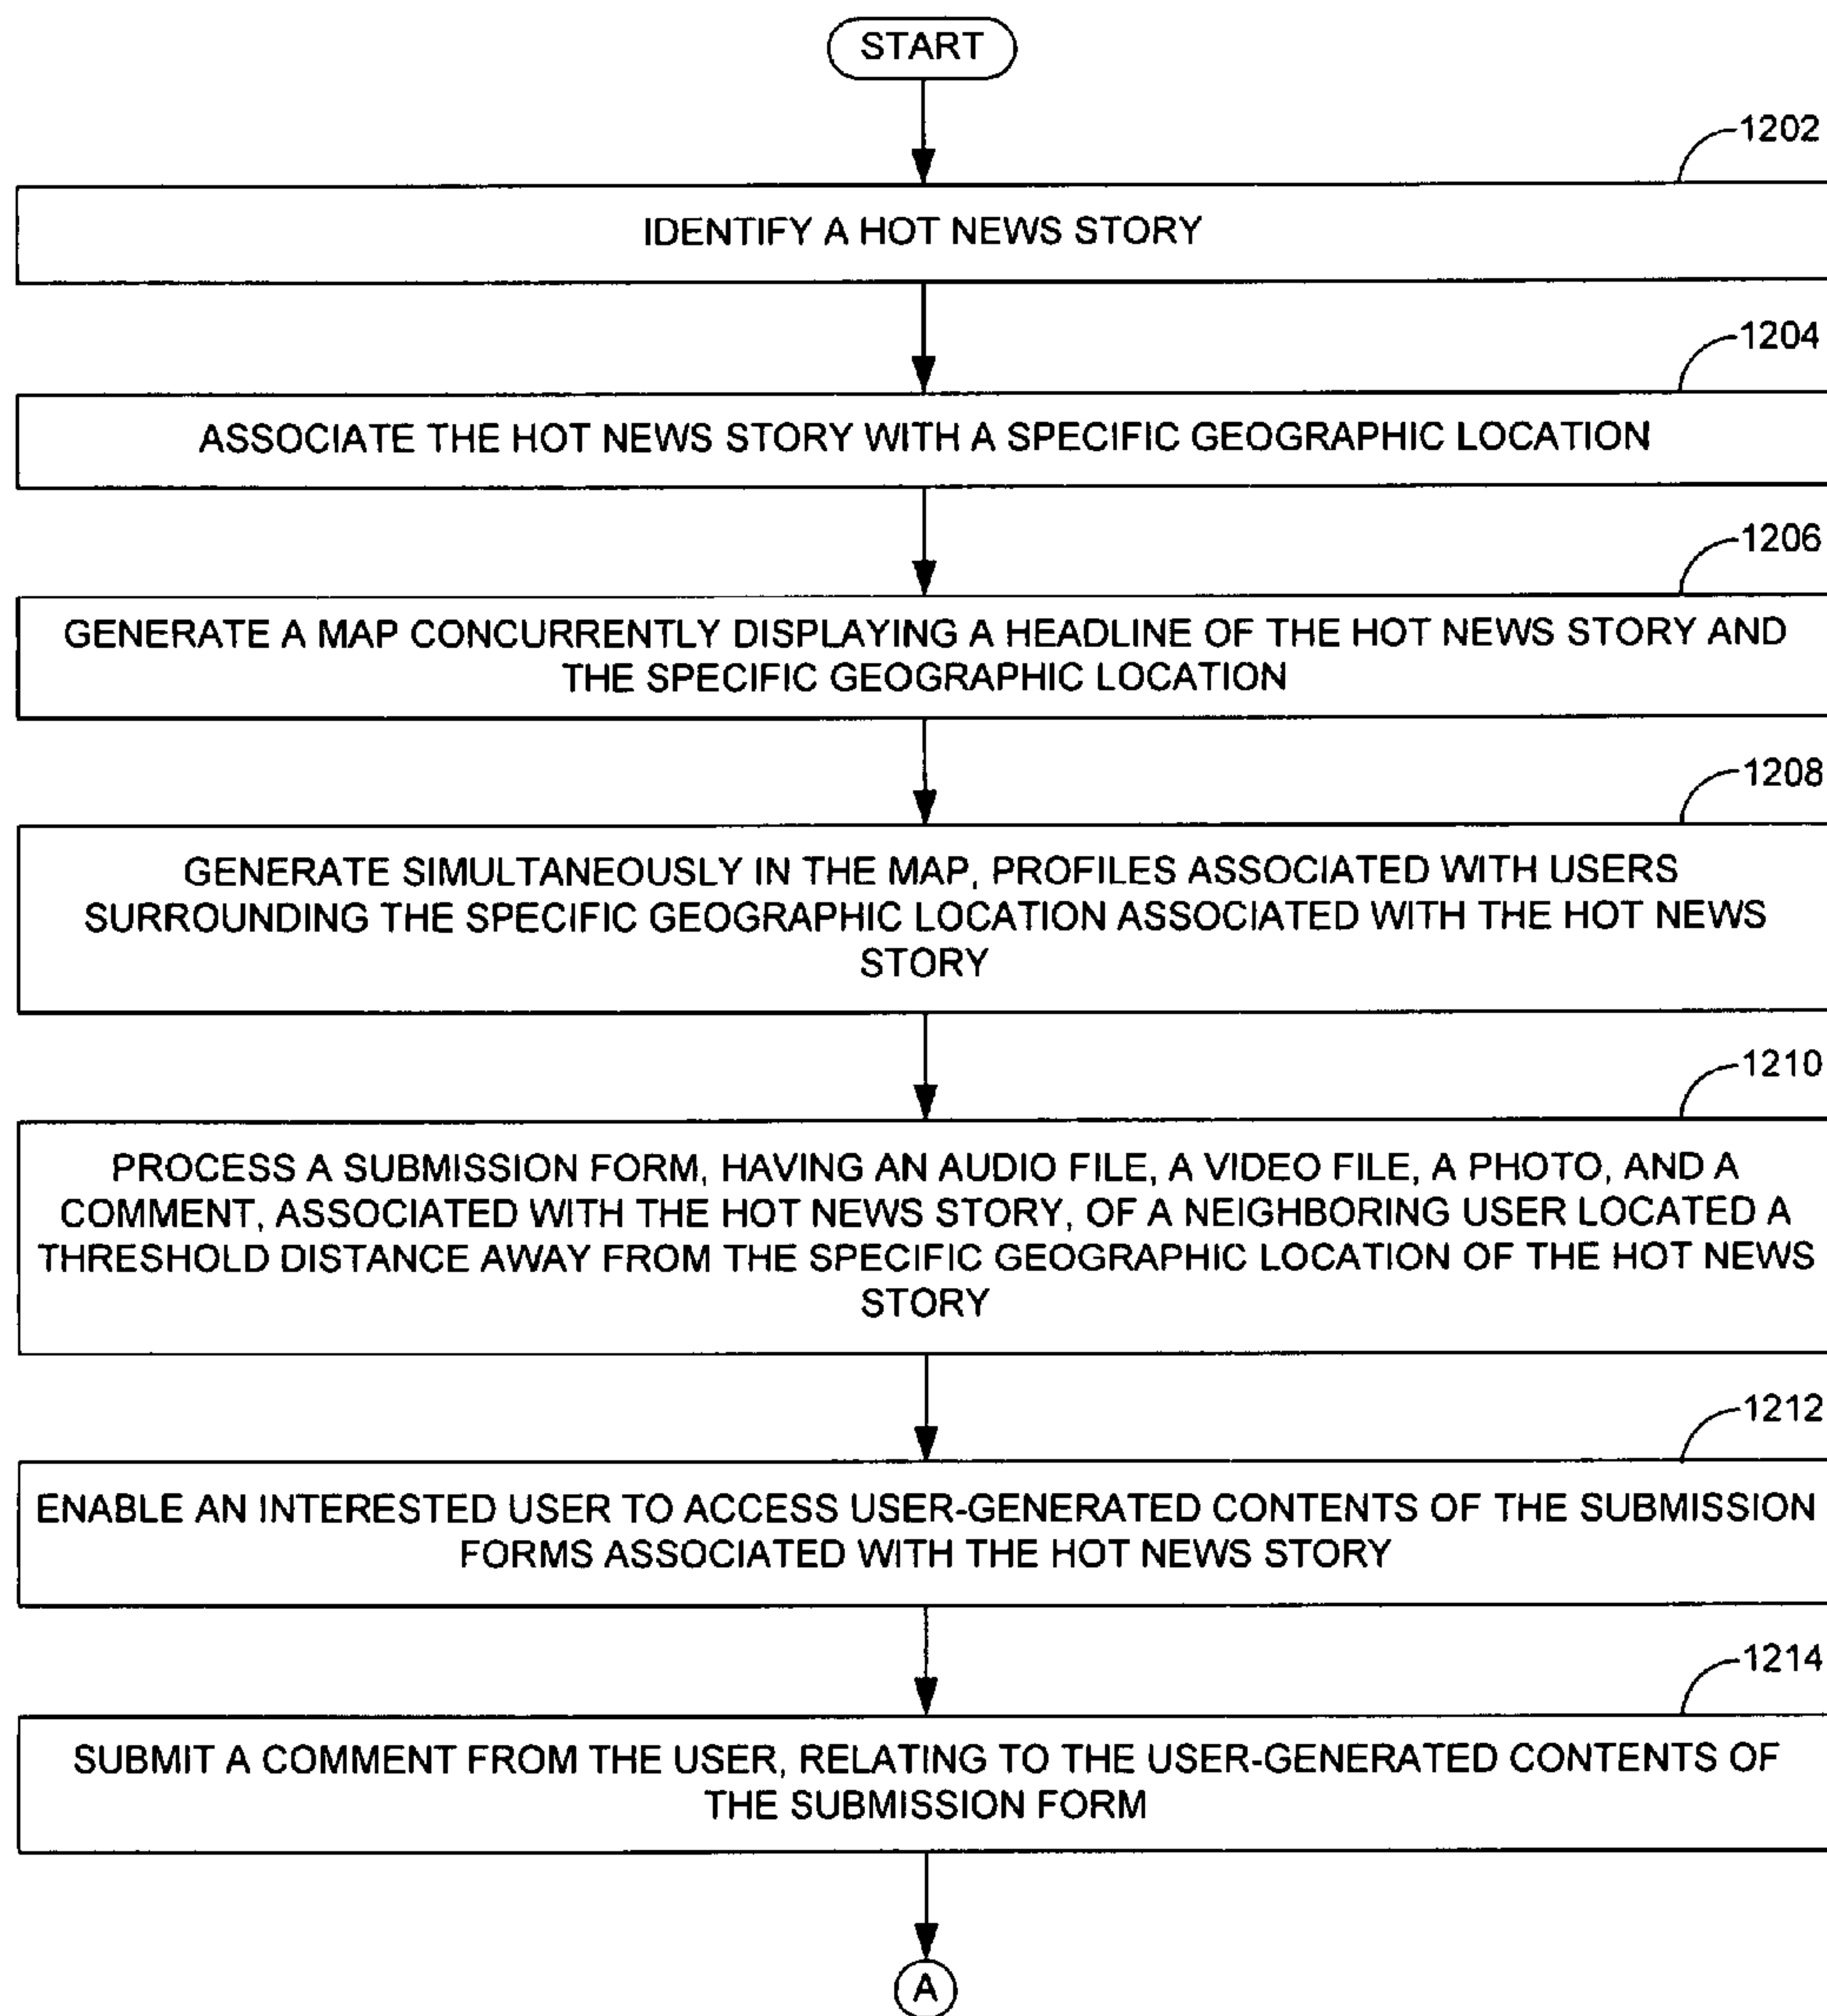 START
1202
IDENTIFY A HOT NEWS STORY
1204
ASSOCIATE THE HOT NEWS STORY WITH A SPECIFIC GEOGRAPHIC LOCATION
1206
GENERATE A MAP CONCURRENTLY DISPLAYING A HEADLINE OF THE HOT NEWS STORY AND
THE SPECIFIC GEOGRAPHIC LOCATION
1208
GENERATE SIMULTANEOUSLY IN THE MAP, PROFILES ASSOCIATED WITH USERS
SURROUNDING THE SPECIFIC GEOGRAPHIC LOCATION ASSOCIATED WITH THE HOT NEWS
STORY
1210
PROCESS A SUBMISSION FORM, HAVING AN AUDIO FILE, A VIDEO FILE, A PHOTO, AND A
COMMENT, ASSOCIATED WITH THE HOT NEWS STORY, OF A NEIGHBORING USER LOCATED A
THRESHOLD DISTANCE AWAY FROM THE SPECIFIC GEOGRAPHIC LOCATION OF THE HOT NEWS
STORY
1212
ENABLE AN INTERESTED USER TO ACCESS USER-GENERATED CONTENTS OF THE SUBMISSION
FORMS ASSOCIATED WITH THE HOT NEWS STORY
1214
SUBMIT A COMMENT FROM THE USER, RELATING TO THE USER-GENERATED CONTENTS OF
THE SUBMISSION FORM
A